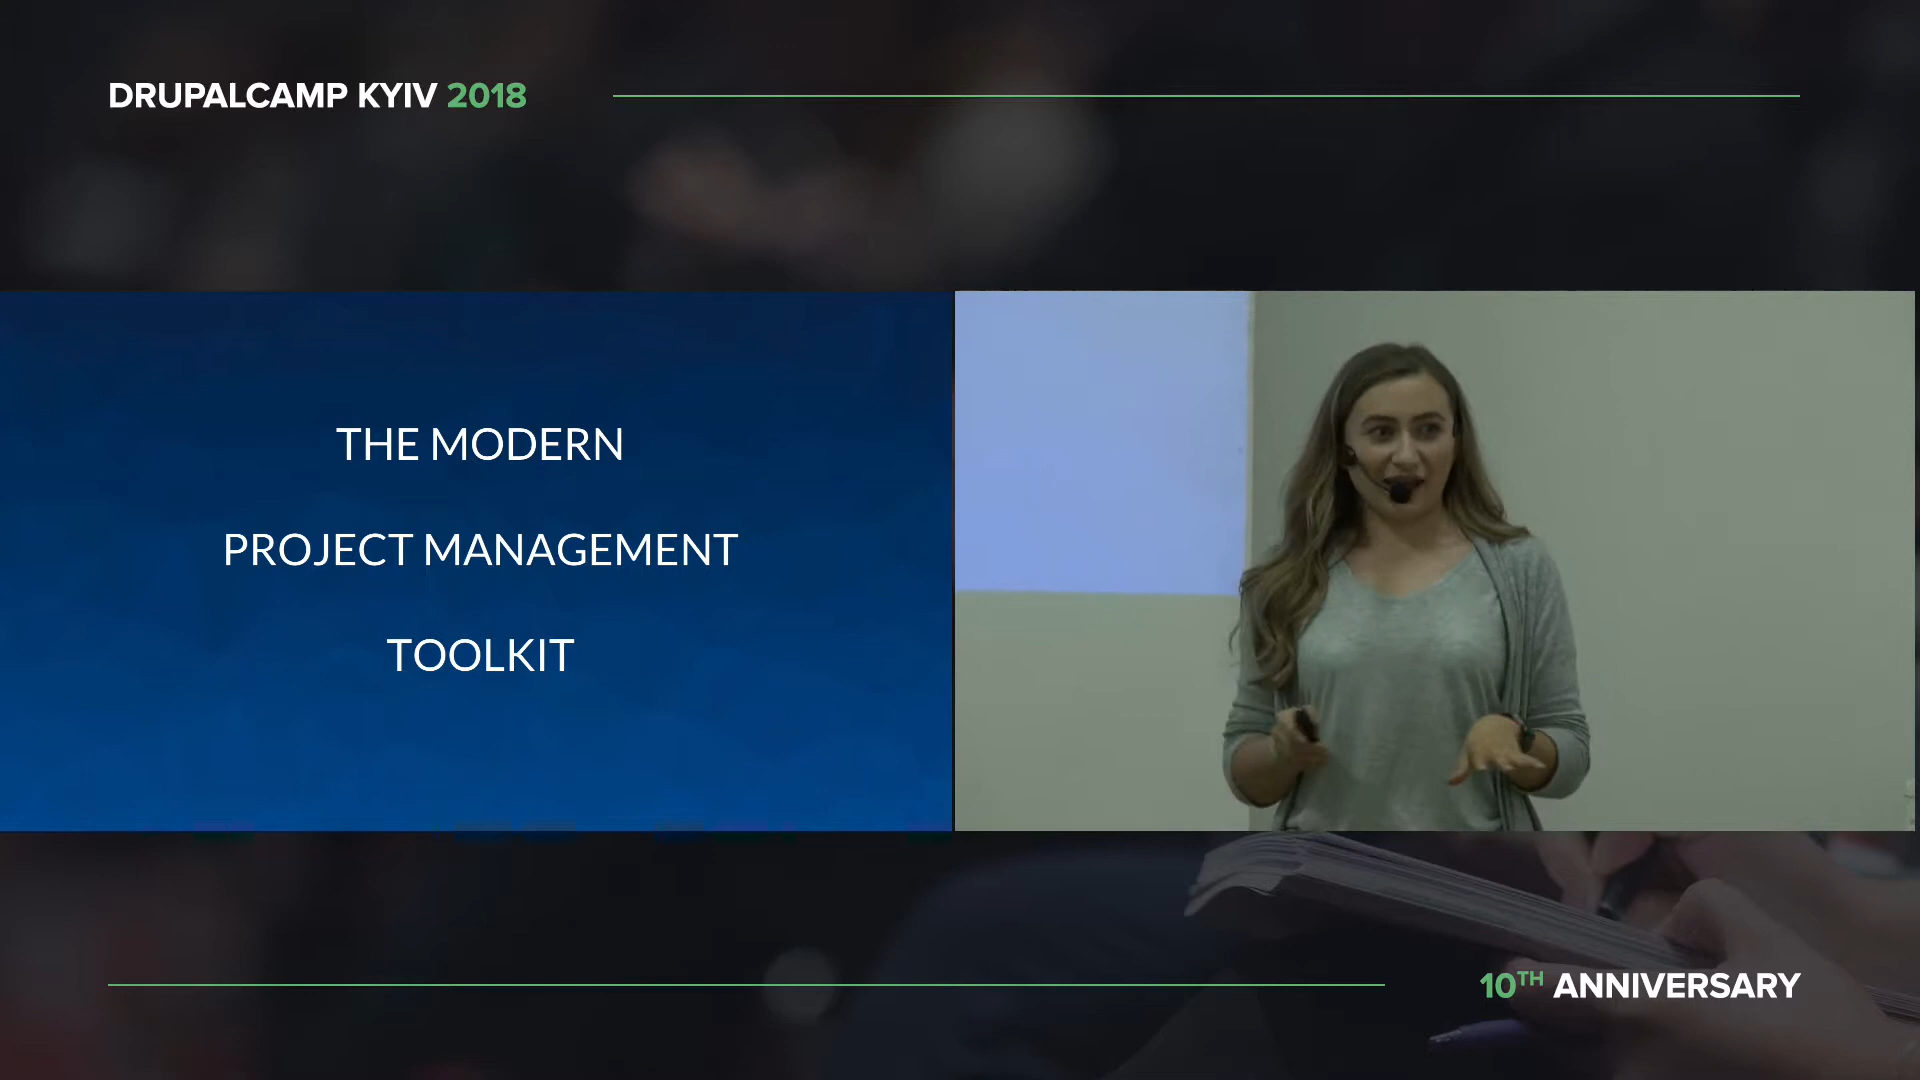 DRUPALCAMP KYIV 2018
THE MODERN
PROJECT MANAGEMENT
TOOLKIT
10TH ANNIVERSARY